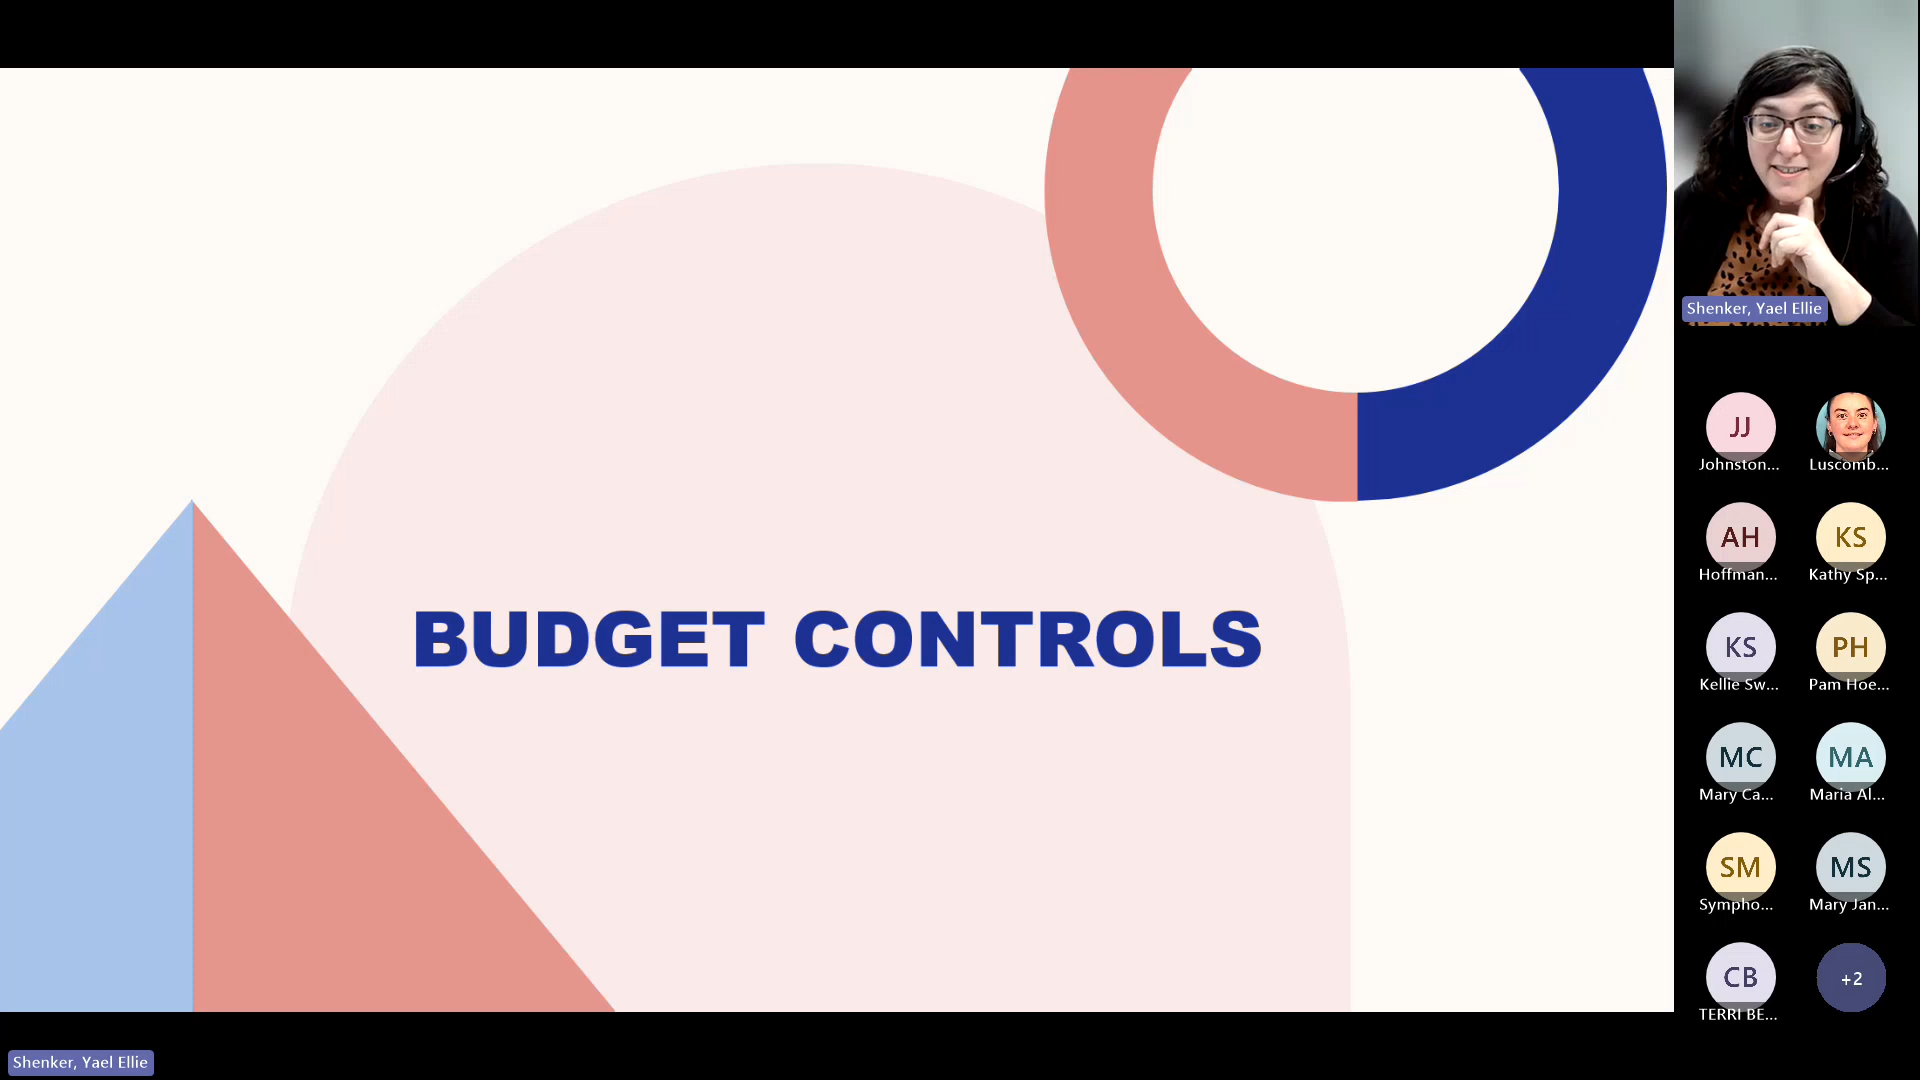 BUDGET CONTROLS
Shenker, Yael Ellie
JJ
Johnston...
Luscomb...
AH
Hoffman...
KS
Kathy Sp...
KS
Kellie Sw...
PH
Pam Hoe...
MC
Mary Ca...
MA
Maria Al...
SM
Sympho...
MS
Mary Jan...
CB
TERRI BE...
+2
Shenker, Yael Ellie